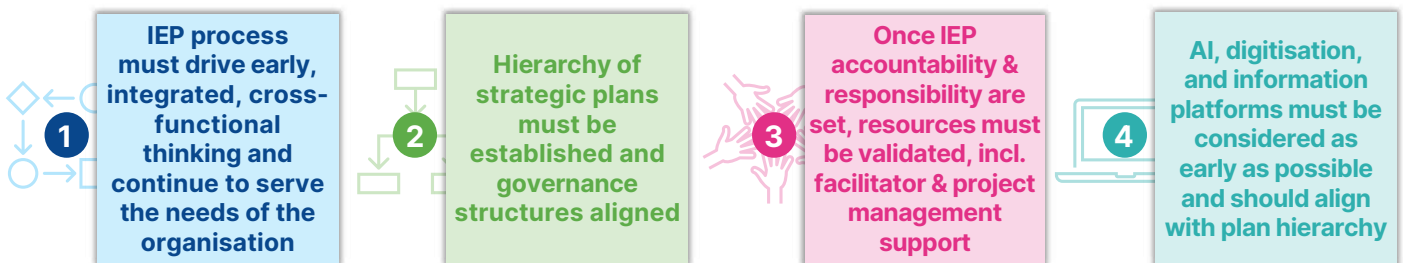 1
IEP process
must drive early,
integrated, cross-
functional
thinking and
continue to serve
the needs of the
organisation
2
Hierarchy of
strategic plans
must be
established and
governance
structures aligned
3
Once IEP
accountability &
responsibility are
set, resources must
be validated, incl.
facilitator & project
management
support
4
AI, digitisation,
and information
platforms must be
considered as
early as possible
and should align
with plan hierarchy